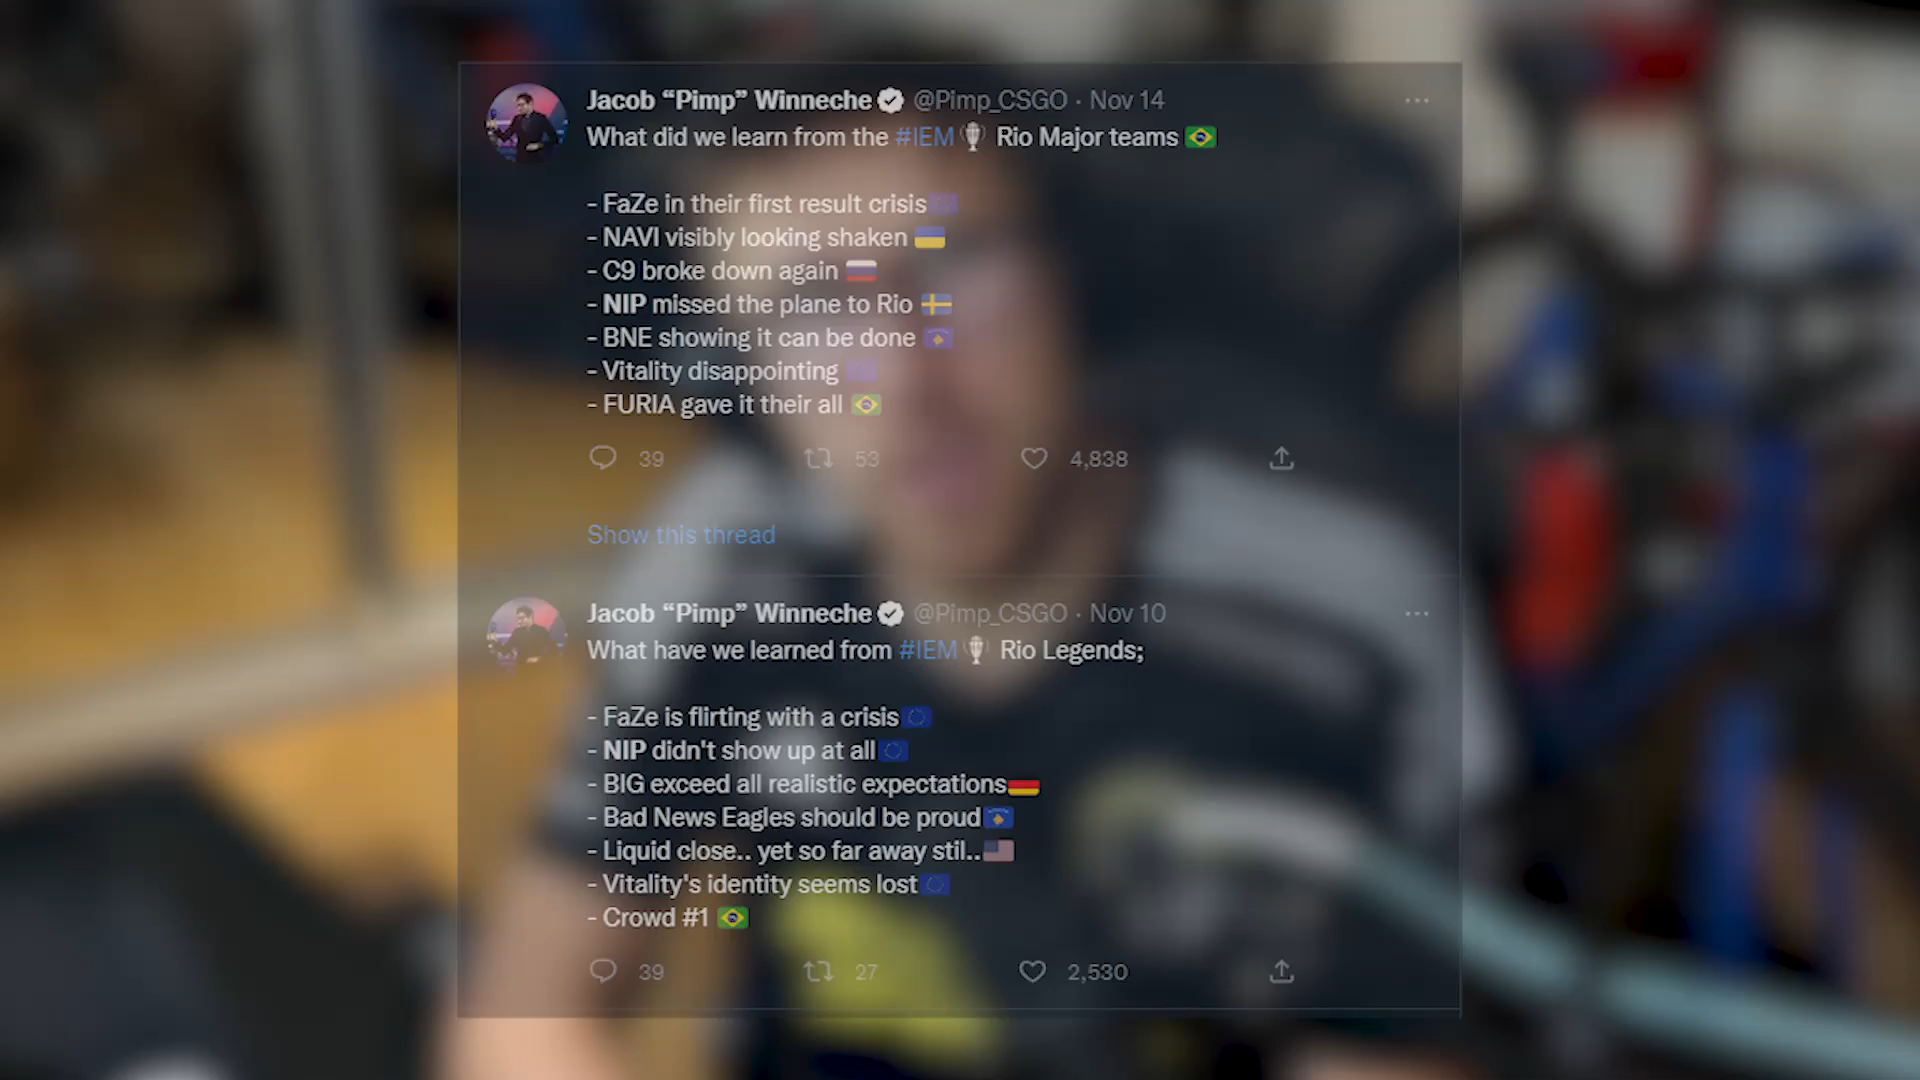 Jacob “Pimp” Winneche @Pimp_CSGO · Nov 14
What did we learn from the #IEM Rio Major teams
- FaZe in their first result crisis
- NAVI visibly looking shaken
- C9 broke down again
- NIP missed the plane to Rio
- BNE showing it can be done
- Vitality disappointing
- FURIA gave it their all
39 53 4,838
Show this thread
Jacob “Pimp” Winneche @Pimp_CSGO · Nov 10
What have we learned from #IEM Rio Legends;
- FaZe is flirting with a crisis
- NIP didn't show up at all
- BIG exceed all realistic expectations
- Bad News Eagles should be proud
- Liquid close.. yet so far away stil..
- Vitality's identity seems lost
- Crowd #1
39 27 2,530